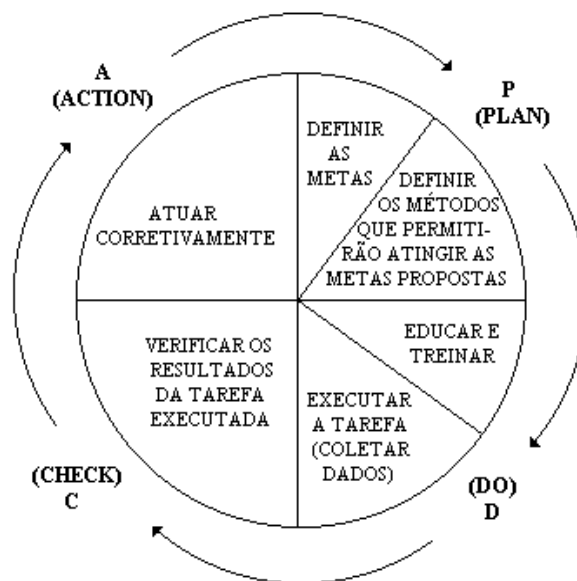 A
(ACTION)
P
(PLAN)
DEFINIR
AS
METAS
DEFINIR
OS MÉTODOS
QUE PERMITI-
RÃO ATINGIR AS
METAS PROPOSTAS
EDUCAR E
TREINAR
EXECUTAR
A TAREFA
(COLETAR
DADOS)
(DO)
D
VERIFICAR OS
RESULTADOS
DA TAREFA
EXECUTADA
(CHECK)
C
ATUAR
CORRETIVAMENTE